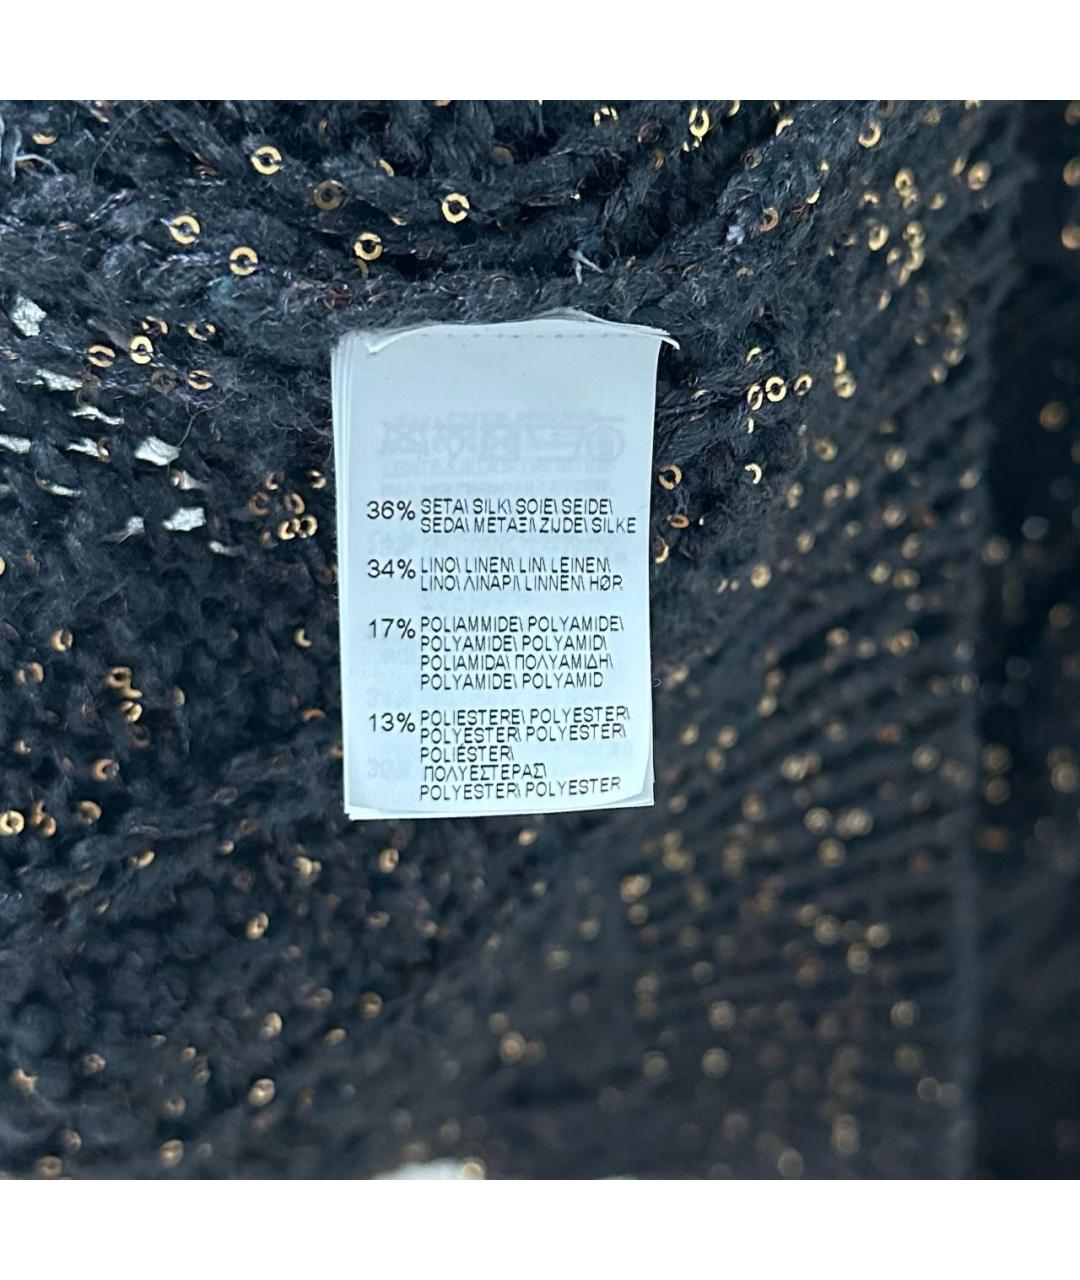 36% SETA\ SILK\ SOIE\ SEIDE\
SEDA\ ΜΕΤΑΞΙ\ ZIJDE\ SILKE
34% LINO\ LINEN\ LIN\ LEINEN\
LINO\ ΛΙΝΑΡΙ\ LINNEN\ HØR
17% POLIAMMIDE\ POLYAMIDE\
POLYAMIDE\ POLYAMID\
POLIAMIDA\ ΠΟΛΥΑΜΙΔΗ\
POLYAMIDE\ POLYAMID
13% POLIESTERE\ POLYESTER\
POLYESTER\ POLYESTER\
POLIÉSTER\
ΠΟΛΥΕΣΤΕΡΑΣ\
POLYESTER\ POLYESTER